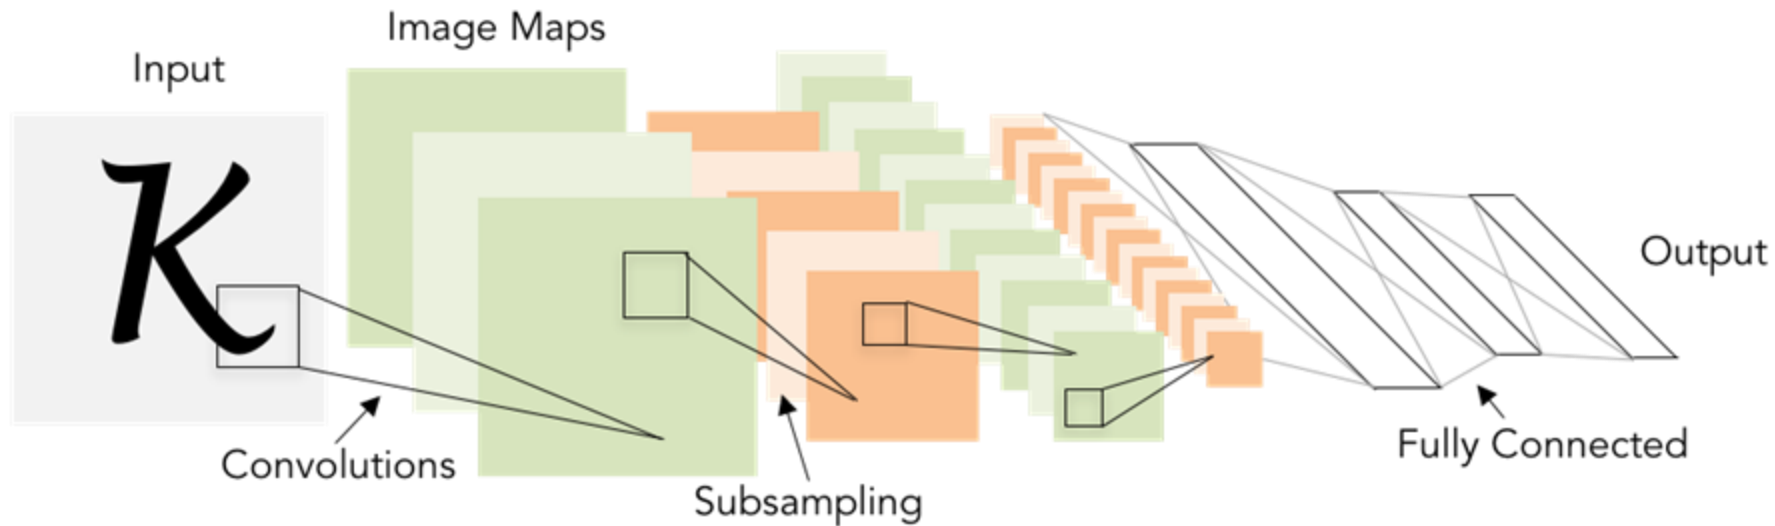 Image Maps
Input
K
Output
Convolutions
Fully Connected
Subsampling